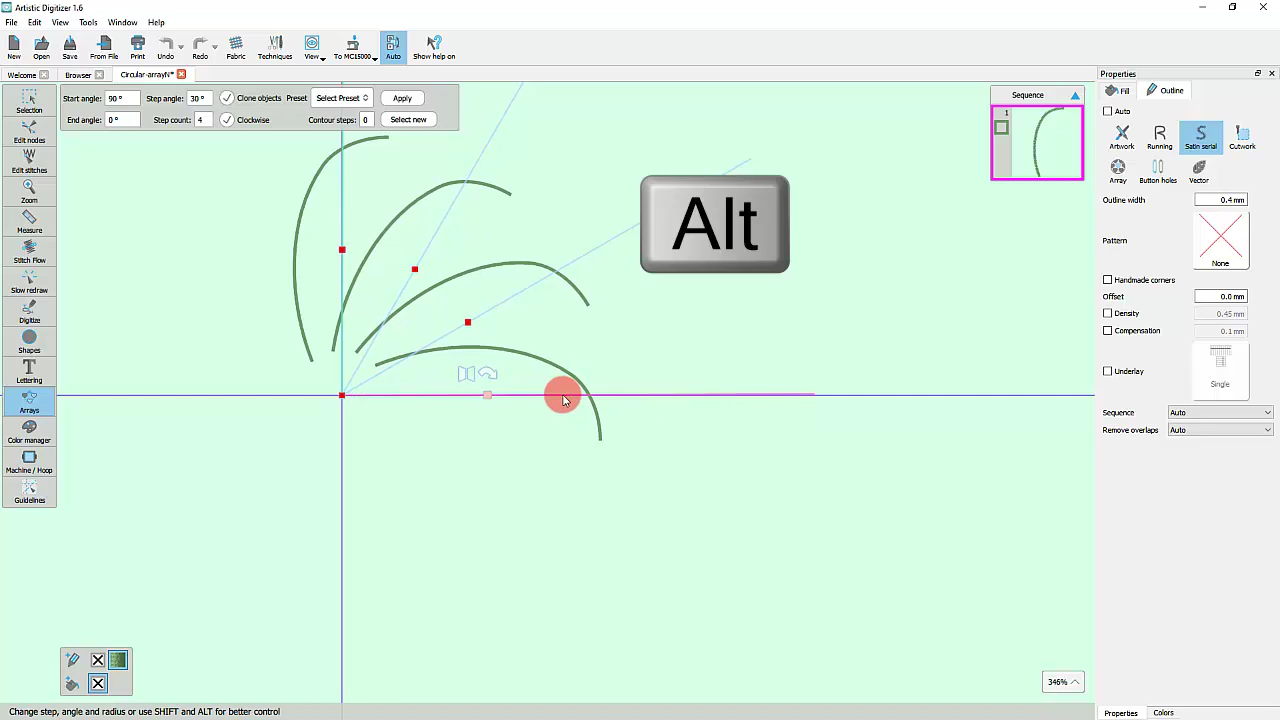 Artistic Digitizer 1.6
File Edit View Tools Window Help
New Open Save From File Print Undo Redo Fabric Techniques View To MC15000 Auto Show help on
Welcome Browser Circular-arrayN*
Properties
Start angle: 90 ° Step angle: 30 ° Clone objects Preset Select Preset Apply
End angle: 0 ° Step count: 4 Clockwise Contour steps: 0 Select new
Sequence
1
Fill Outline
Auto
Artwork Running Satin serial Cutwork
Array Button holes Vector
Outline width 0.4 mm
Pattern
None
Handmade corners
Offset 0.0 mm
Density 0.45 mm
Compensation 0.1 mm
Underlay
Single
Sequence Auto
Remove overlaps Auto
Selection
Edit nodes
Edit stitches
Zoom
Measure
Stitch Flow
Slow redraw
Digitize
Shapes
Lettering
Arrays
Color manager
Machine / Hoop
Guidelines
Alt
346%
Change step, angle and radius or use SHIFT and ALT for better control
Properties Colors